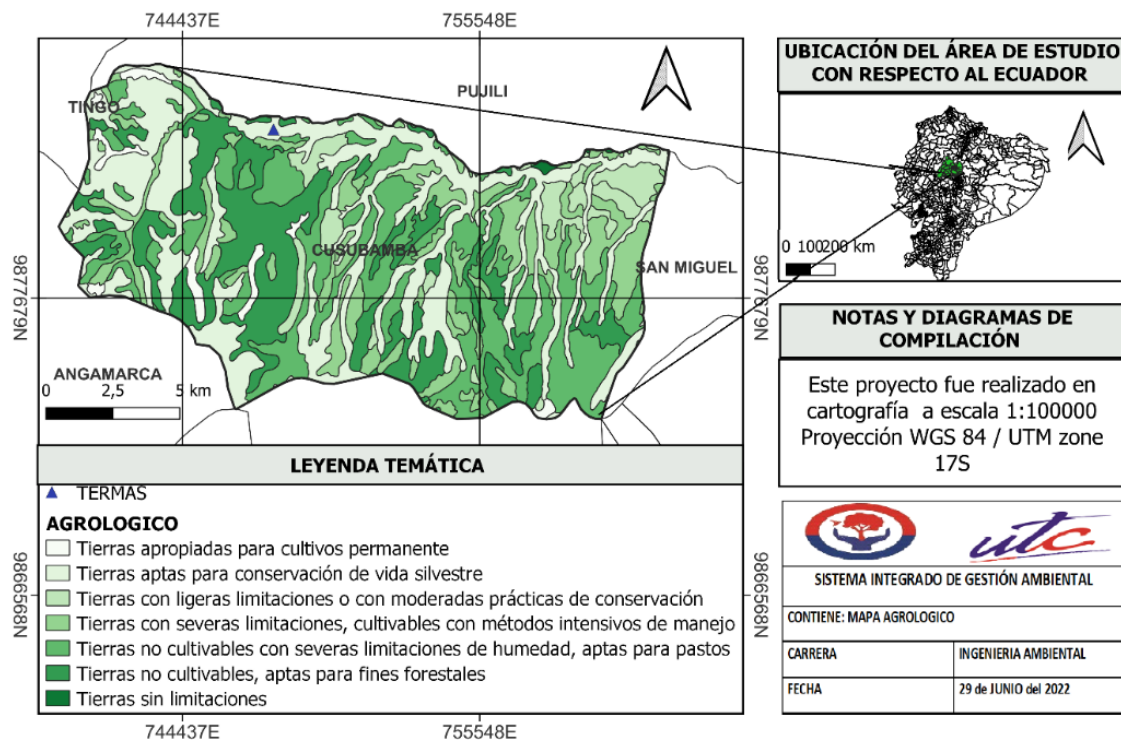 744437E
755548E
TINGO
PUJILI
CUSUBAMBA
SAN MIGUEL
ANGAMARCA
0 2,5 5 km
9877679N
9877679N
LEYENDA TEMÁTICA
TERMAS
AGROLOGICO
Tierras apropiadas para cultivos permanente
Tierras aptas para conservación de vida silvestre
Tierras con ligeras limitaciones o con moderadas prácticas de conservación
Tierras con severas limitaciones, cultivables con métodos intensivos de manejo
Tierras no cultivables con severas limitaciones de humedad, aptas para pastos
Tierras no cultivables, aptas para fines forestales
Tierras sin limitaciones
9866568N
9866568N
744437E
755548E
UBICACIÓN DEL ÁREA DE ESTUDIO
CON RESPECTO AL ECUADOR
0 100200 km
NOTAS Y DIAGRAMAS DE
COMPILACIÓN
Este proyecto fue realizado en
cartografía a escala 1:100000
Proyección WGS 84 / UTM zone
17S
utc
SISTEMA INTEGRADO DE GESTIÓN AMBIENTAL
CONTIENE: MAPA AGROLOGICO
CARRERA INGENIERIA AMBIENTAL
FECHA 29 de JUNIO del 2022